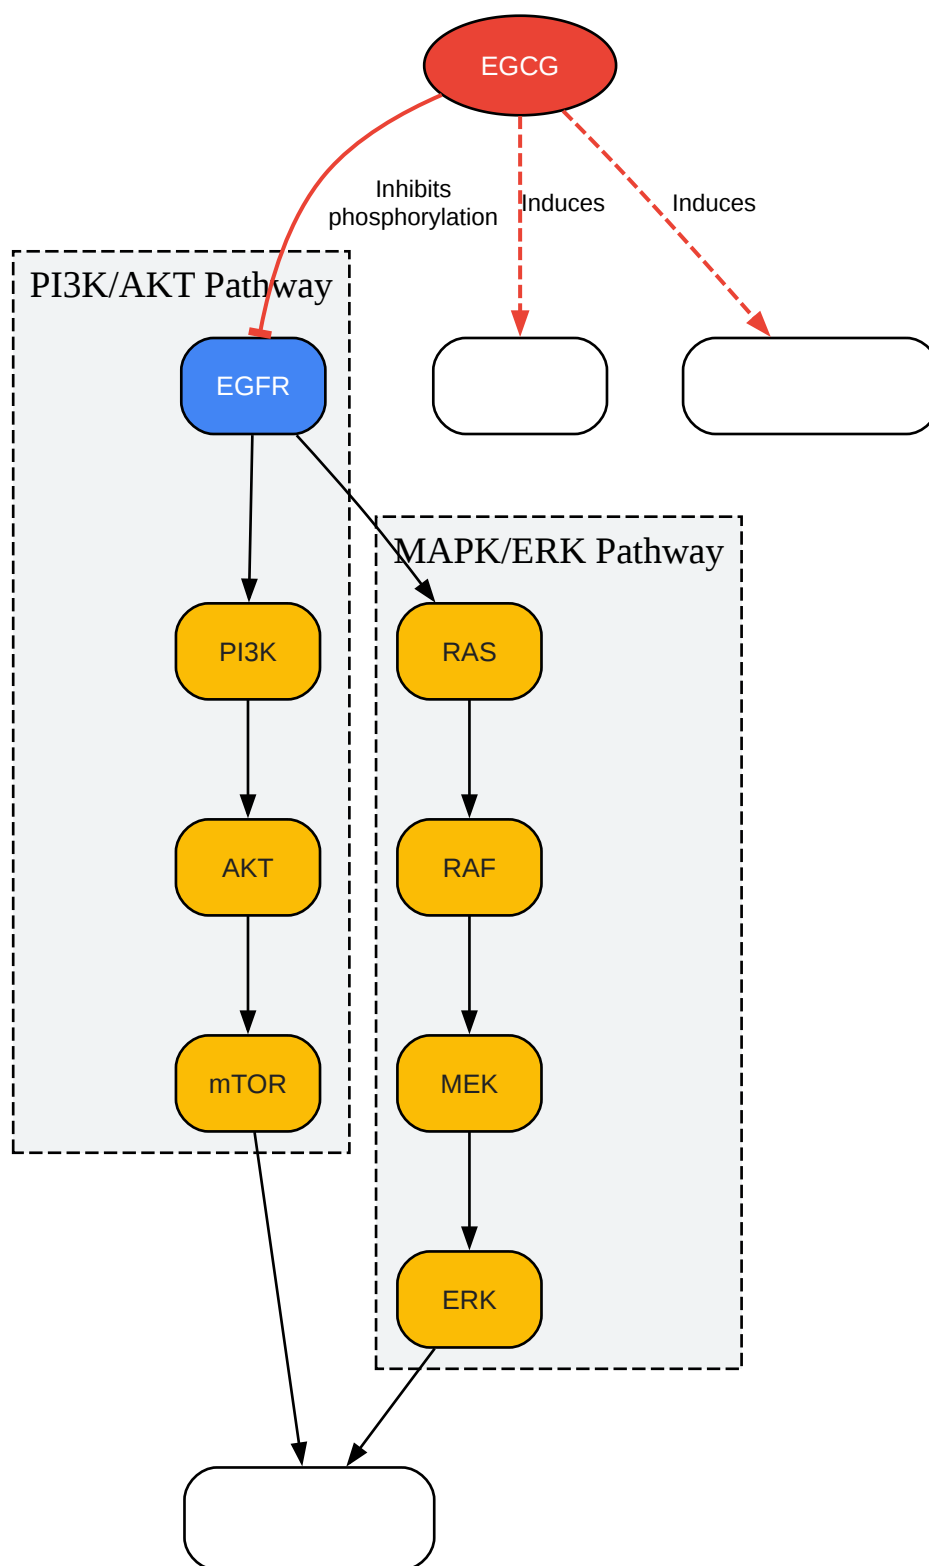 EGCG
Inhibits
phosphorylation
Induces
Induces
PI3K/AKT Pathway
EGFR
MAPK/ERK Pathway
PI3K
RAS
AKT
RAF
mTOR
MEK
ERK